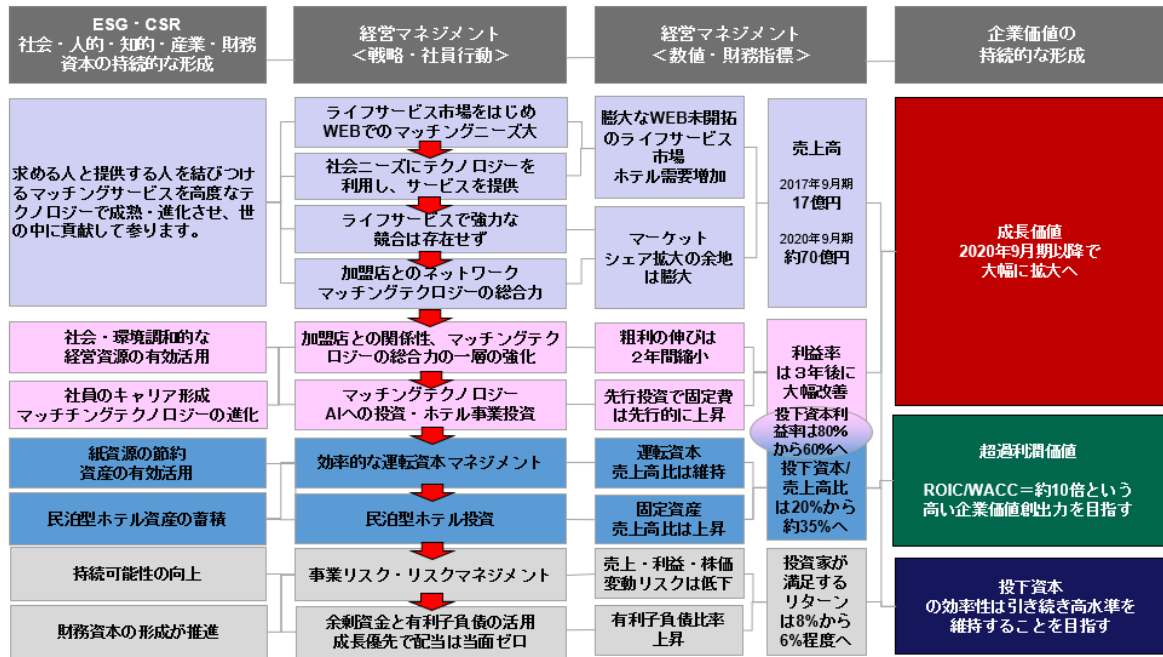 ESG・CSR
社会・人的・知的・産業・財務
資本の持続的な形成
経営マネジメント
<戦略・社員行動>
経営マネジメント
<数値・財務指標>
企業価値の
持続的な形成
求める人と提供する人を結びつけ
るマッチングサービスを高度なテ
クノロジーで成熟・進化させ、世
の中に貢献して参ります。
ライフサービス市場をはじめ
WEBでのマッチングニーズ大
社会ニーズにテクノロジーを
利用し、サービスを提供
ライフサービスで強力な
競合は存在せず
加盟店とのネットワーク
マッチングテクロジーの総合力
膨大なWEB未開拓
のライフサービス
市場
ホテル需要増加
マーケット
シェア拡大の余地
は膨大
売上高
2017年9月期
17億円
2020年9月期
約70億円
成長価値
2020年9月期以降で
大幅に拡大へ
社会・環境調和的な
経営資源の有効活用
社員のキャリア形成
マッチチングテクノロジーの進化
加盟店との関係性、マッチングテク
ロジーの総合力の一層の強化
マッチングテクノロジー
AIへの投資・ホテル事業投資
粗利の伸びは
2年間縮小
先行投資で固定費
は先行的に上昇
利益率
は3年後に
大幅改善
投下資本利
益率は80%
から60%へ
紙資源の節約
資産の有効活用
民泊型ホテル資産の蓄積
効率的な運転資本マネジメント
民泊型ホテル投資
運転資本
売上高比は維持
固定資産
売上高比は上昇
投下資本/
売上高比
は20%から
約35%へ
超過利潤価値
ROIC/WACC=約10倍という
高い企業価値創出力を目指す
持続可能性の向上
財務資本の形成が推進
事業リスク・リスクマネジメント
余剰資金と有利子負債の活用
成長優先で配当は当面ゼロ
売上・利益・株価
変動リスクは低下
有利子負債比率
上昇
投資家が
満足する
リターン
は8%から
6%程度へ
投下資本
の効率性は引き続き高水準を
維持することを目指す